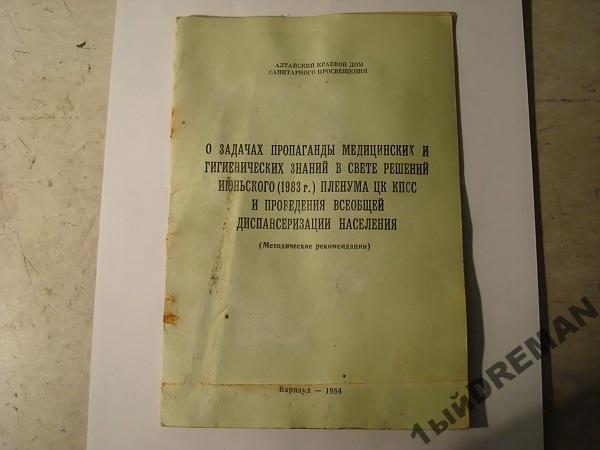 АЛТАЙСКИЙ КРАЕВОЙ ДОМ
САНИТАРНОГО ПРОСВЕЩЕНИЯ
О ЗАДАЧАХ ПРОПАГАНДЫ МЕДИЦИНСКИХ И
ГИГИЕНИЧЕСКИХ ЗНАНИЙ В СВЕТЕ РЕШЕНИЙ
ИЮНЬСКОГО (1983 г.) ПЛЕНУМА ЦК КПСС
И ПРОВЕДЕНИЯ ВСЕОБЩЕЙ
ДИСПАНСЕРИЗАЦИИ НАСЕЛЕНИЯ
(Методические рекомендации)
Барнаул — 1984
1ыйDREMAN